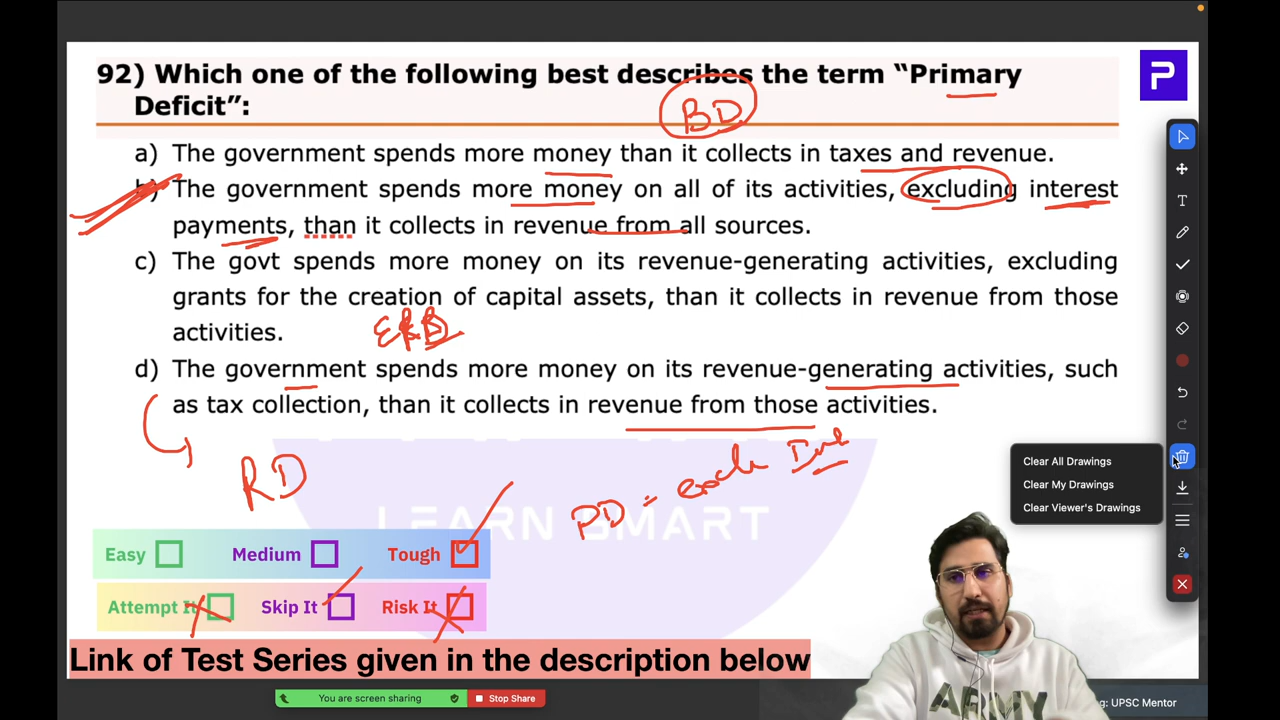 92) Which one of the following best describes the term “Primary
Deficit”:
BD
a) The government spends more money than it collects in taxes and revenue.
b) The government spends more money on all of its activities, excluding interest
payments, than it collects in revenue from all sources.
c) The govt spends more money on its revenue-generating activities, excluding
grants for the creation of capital assets, than it collects in revenue from those
activities.
d) The government spends more money on its revenue-generating activities, such
as tax collection, than it collects in revenue from those activities.
RD
PD =
LEARN SMART
Easy Medium Tough
Attempt It Skip It Risk It
Link of Test Series given in the description below
Clear All Drawings
Clear My Drawings
Clear Viewer's Drawings
You are screen sharing
Stop Share
ARMY
g: UPSC Mentor